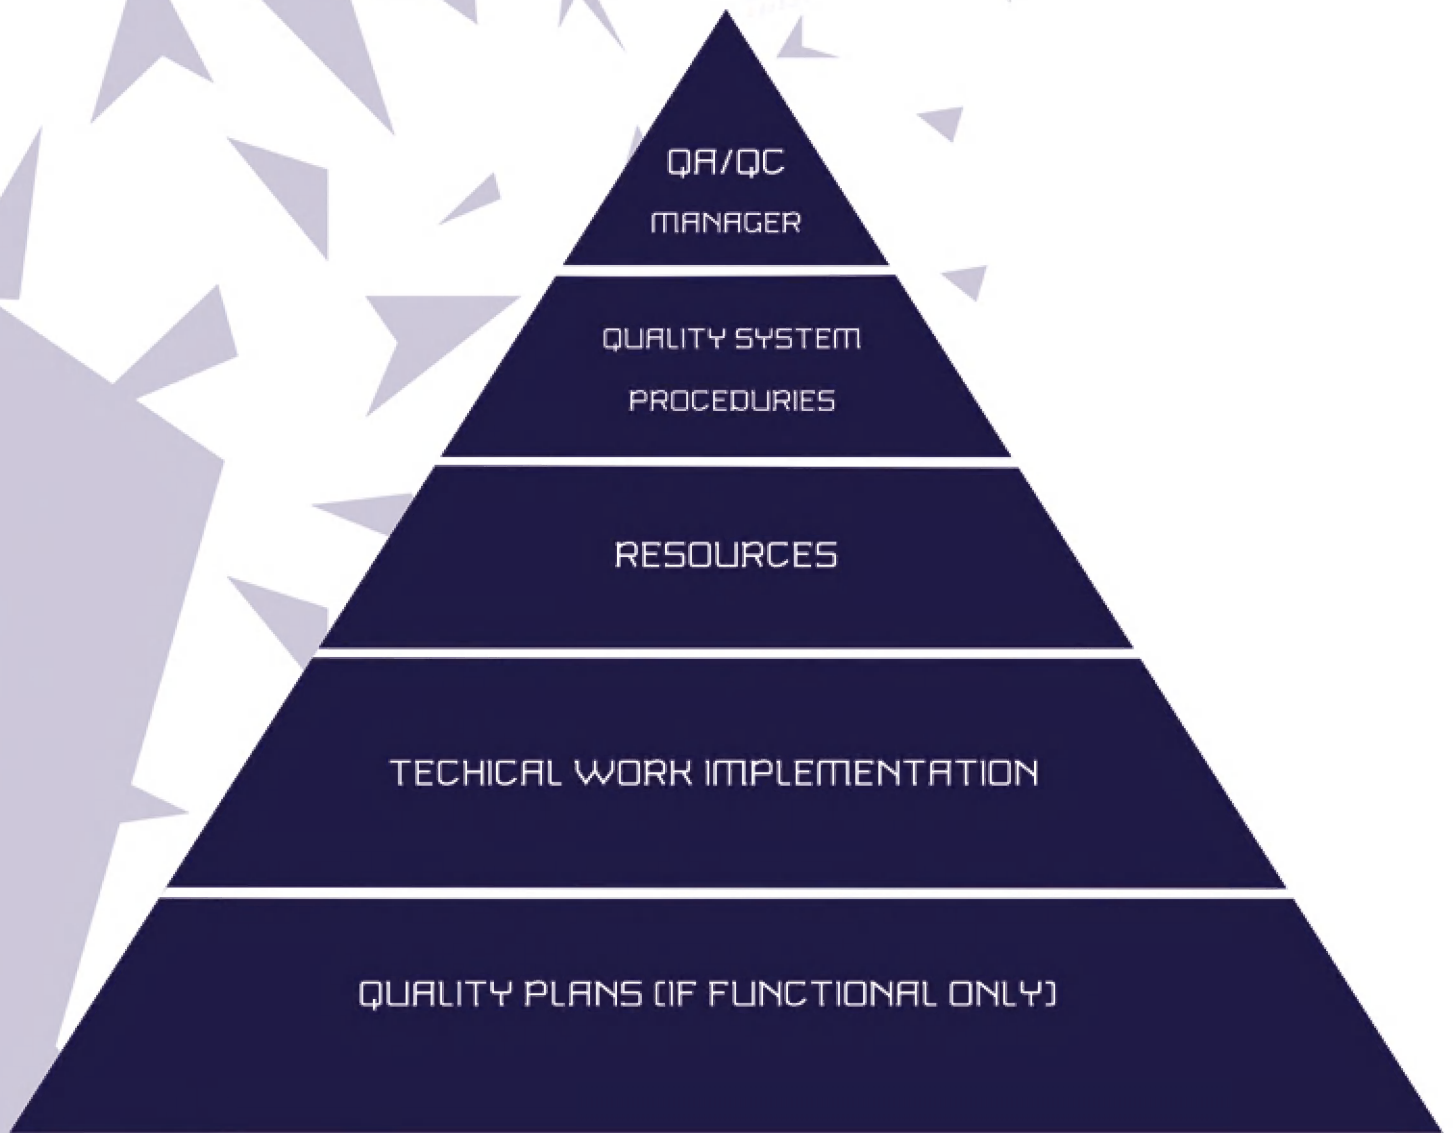 QA/QC
MANAGER
QUALITY SYSTEM
PROCEDURIES
RESOURCES
TECHICAL WORK IMPLEMENTATION
QUALITY PLANS (IF FUNCTIONAL ONLY)